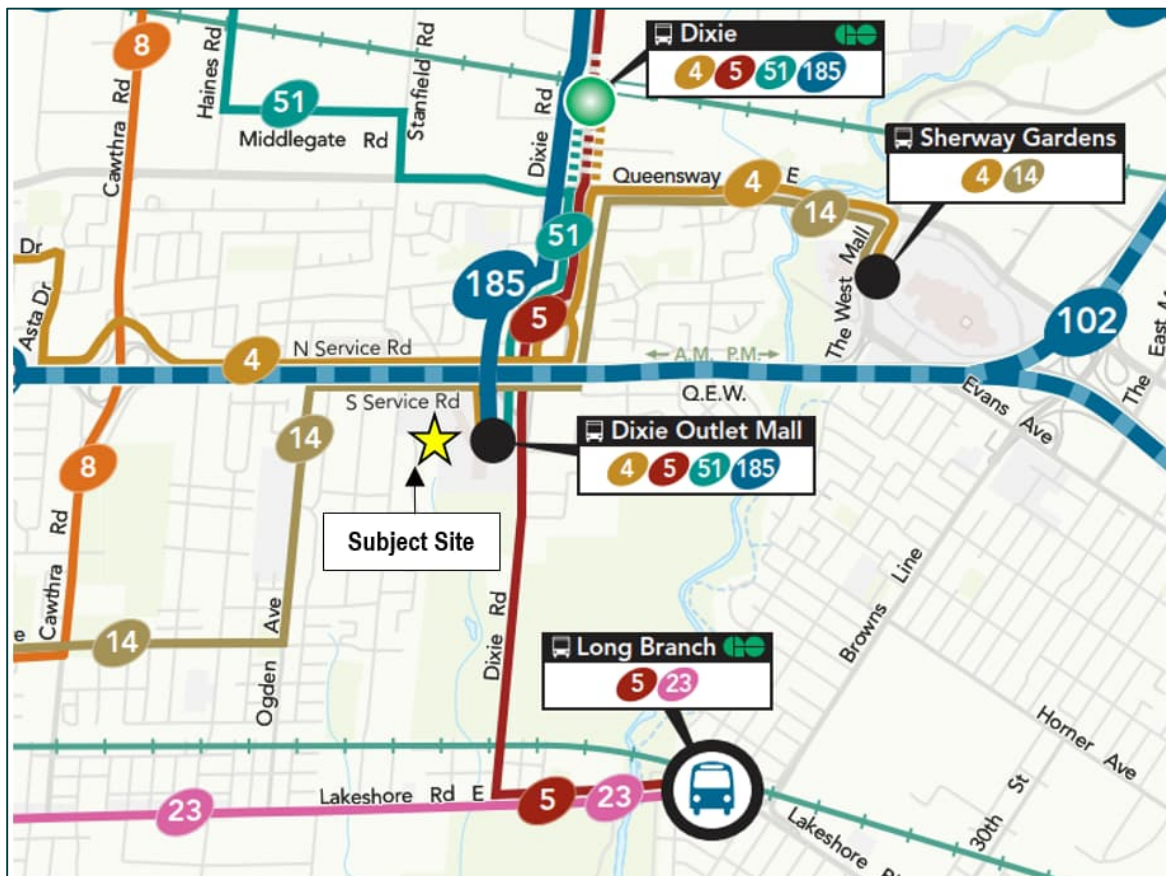 8
Cawthra Rd
Haines Rd
51
Middlegate Rd
Stanfield Rd
Dixie Rd
Dixie GO
4 5 51 185
Sherway Gardens
4 14
Queensway E
4
14
The West Mall
51
185
5
Dr
Asta Dr
4
N Service Rd
A.M. P.M.
Q.E.W.
102
The East
Evans Ave
S Service Rd
14
8
Dixie Outlet Mall
4 5 51 185
Subject Site
Cawthra Rd
14
Ogden Ave
Dixie Rd
Browns Line
Long Branch GO
5 23
Horner Ave
30th St
23
Lakeshore Rd E
5
23
Lakeshore